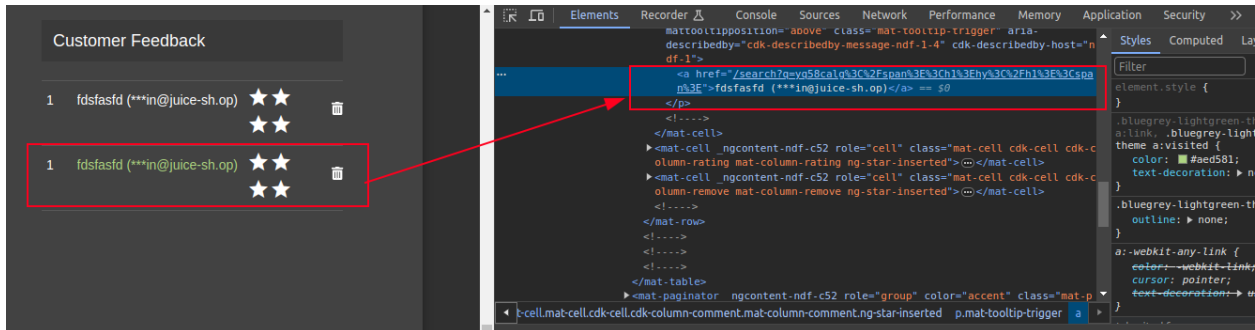 Customer Feedback
1 fdsfasfd (***in@juice-sh.op)
1 fdsfasfd (***in@juice-sh.op)
Elements Recorder Console Sources Network Performance Memory Application Security
mattooltipposition="above" class="mat-tooltip-trigger" aria-
describedby="cdk-describedby-message-ndf-1-4" cdk-describedby-host="n
df-1">
<a href="/search?q=yq58calg%3C%2Fspan%3E%3Ch1%3Ehy%3C%2Fh1%3E%3Cspa
n%3E">fdsfasfd (***in@juice-sh.op)</a> == $0
</p>
<!---->
</mat-cell>
▶<mat-cell _ngcontent-ndf-c52 role="cell" class="mat-cell cdk-cell cdk-c
olumn-rating mat-column-rating ng-star-inserted">…</mat-cell>
▶<mat-cell _ngcontent-ndf-c52 role="cell" class="mat-cell cdk-cell cdk-c
olumn-remove mat-column-remove ng-star-inserted">…</mat-cell>
<!---->
</mat-row>
<!---->
<!---->
<!---->
</mat-table>
▶<mat-paginator _ngcontent-ndf-c52 role="group" color="accent" class="mat-p
t-cell.mat-cell.cdk-cell.cdk-column-comment.mat-column-comment.ng-star-inserted p.mat-tooltip-trigger a
Styles Computed La
Filter
element.style {
}
.bluegrey-lightgreen-th
a:link, .bluegrey-light
theme a:visited {
color: #aed581;
text-decoration: ▶ n
}
.bluegrey-lightgreen-th
outline: ▶ none;
}
a:-webkit-any-link {
color: -webkit-link;
cursor: pointer;
text-decoration: ▶ u
}